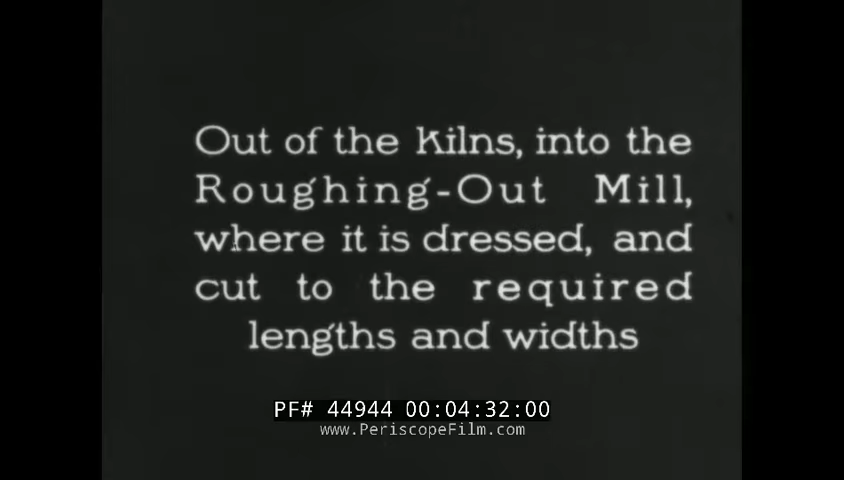 Out of the Kilns, into the
Roughing-Out Mill,
where it is dressed, and
cut to the required
lengths and widths
PF# 44944 00:04:32:00
www.PeriscopeFilm.com